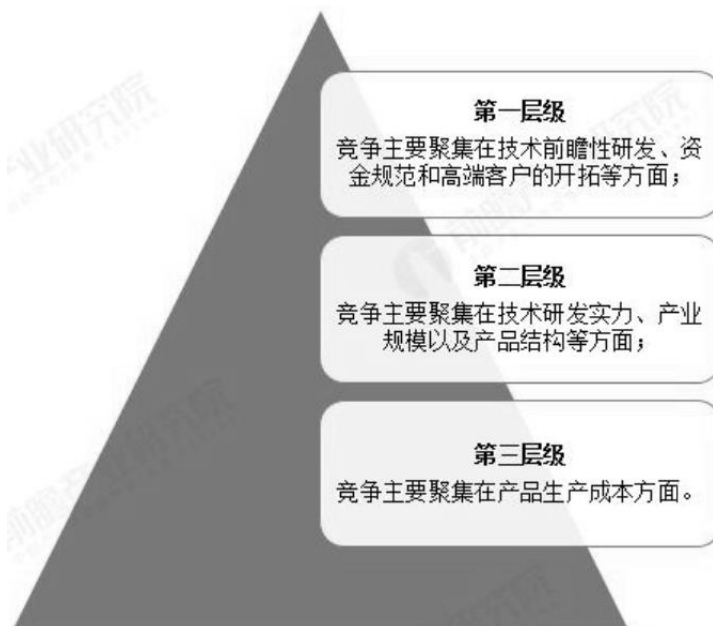 第一层级
竞争主要聚集在技术前瞻性研发、资
金规范和高端客户的开拓等方面；
第二层级
竞争主要聚集在技术研发实力、产业
规模以及产品结构等方面；
第三层级
竞争主要聚集在产品生产成本方面。